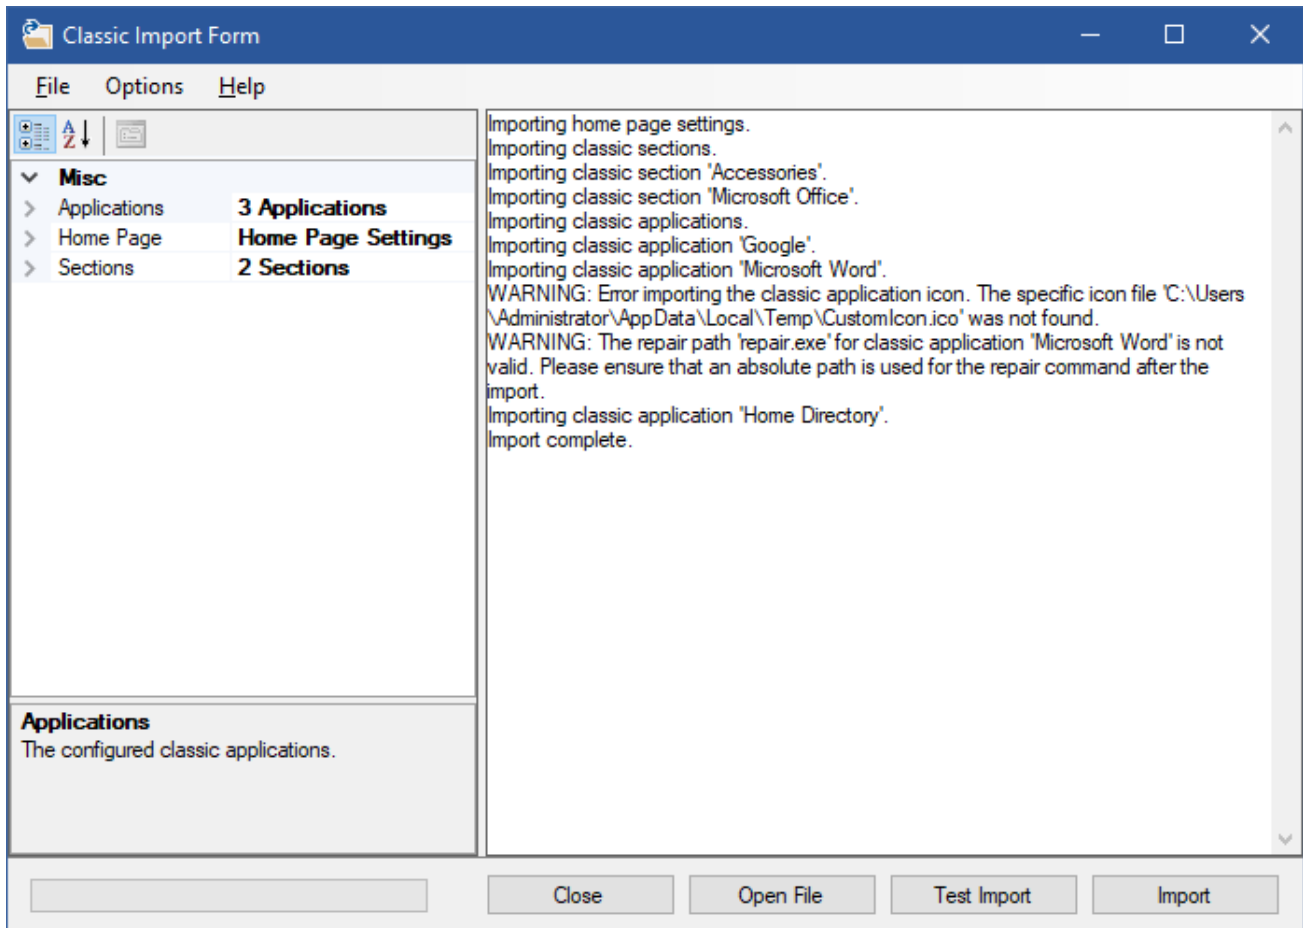 Classic Import Form
File Options Help
Misc
Applications 3 Applications
Home Page Home Page Settings
Sections 2 Sections
Applications
The configured classic applications.
Importing home page settings.
Importing classic sections.
Importing classic section 'Accessories'.
Importing classic section 'Microsoft Office'.
Importing classic applications.
Importing classic application 'Google'.
Importing classic application 'Microsoft Word'.
WARNING: Error importing the classic application icon. The specific icon file 'C:\Users
\Administrator\AppData\Local\Temp\CustomIcon.ico' was not found.
WARNING: The repair path 'repair.exe' for classic application 'Microsoft Word' is not
valid. Please ensure that an absolute path is used for the repair command after the
import.
Importing classic application 'Home Directory'.
Import complete.
Close Open File Test Import Import